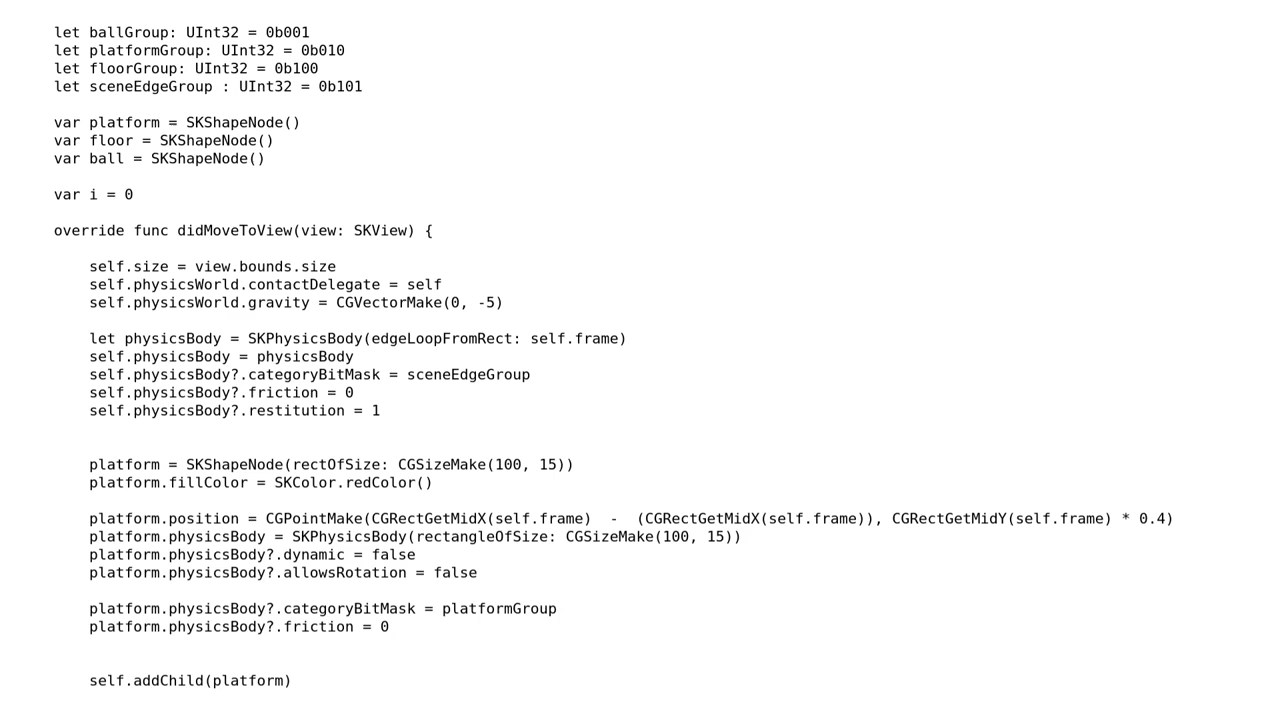 let ballGroup: UInt32 = 0b001
let platformGroup: UInt32 = 0b010
let floorGroup: UInt32 = 0b100
let sceneEdgeGroup : UInt32 = 0b101

var platform = SKShapeNode()
var floor = SKShapeNode()
var ball = SKShapeNode()

var i = 0

override func didMoveToView(view: SKView) {

    self.size = view.bounds.size
    self.physicsWorld.contactDelegate = self
    self.physicsWorld.gravity = CGVectorMake(0, -5)

    let physicsBody = SKPhysicsBody(edgeLoopFromRect: self.frame)
    self.physicsBody = physicsBody
    self.physicsBody?.categoryBitMask = sceneEdgeGroup
    self.physicsBody?.friction = 0
    self.physicsBody?.restitution = 1


    platform = SKShapeNode(rectOfSize: CGSizeMake(100, 15))
    platform.fillColor = SKColor.redColor()

    platform.position = CGPointMake(CGRectGetMidX(self.frame)  -  (CGRectGetMidX(self.frame)), CGRectGetMidY(self.frame) * 0.4)
    platform.physicsBody = SKPhysicsBody(rectangleOfSize: CGSizeMake(100, 15))
    platform.physicsBody?.dynamic = false
    platform.physicsBody?.allowsRotation = false

    platform.physicsBody?.categoryBitMask = platformGroup
    platform.physicsBody?.friction = 0


    self.addChild(platform)